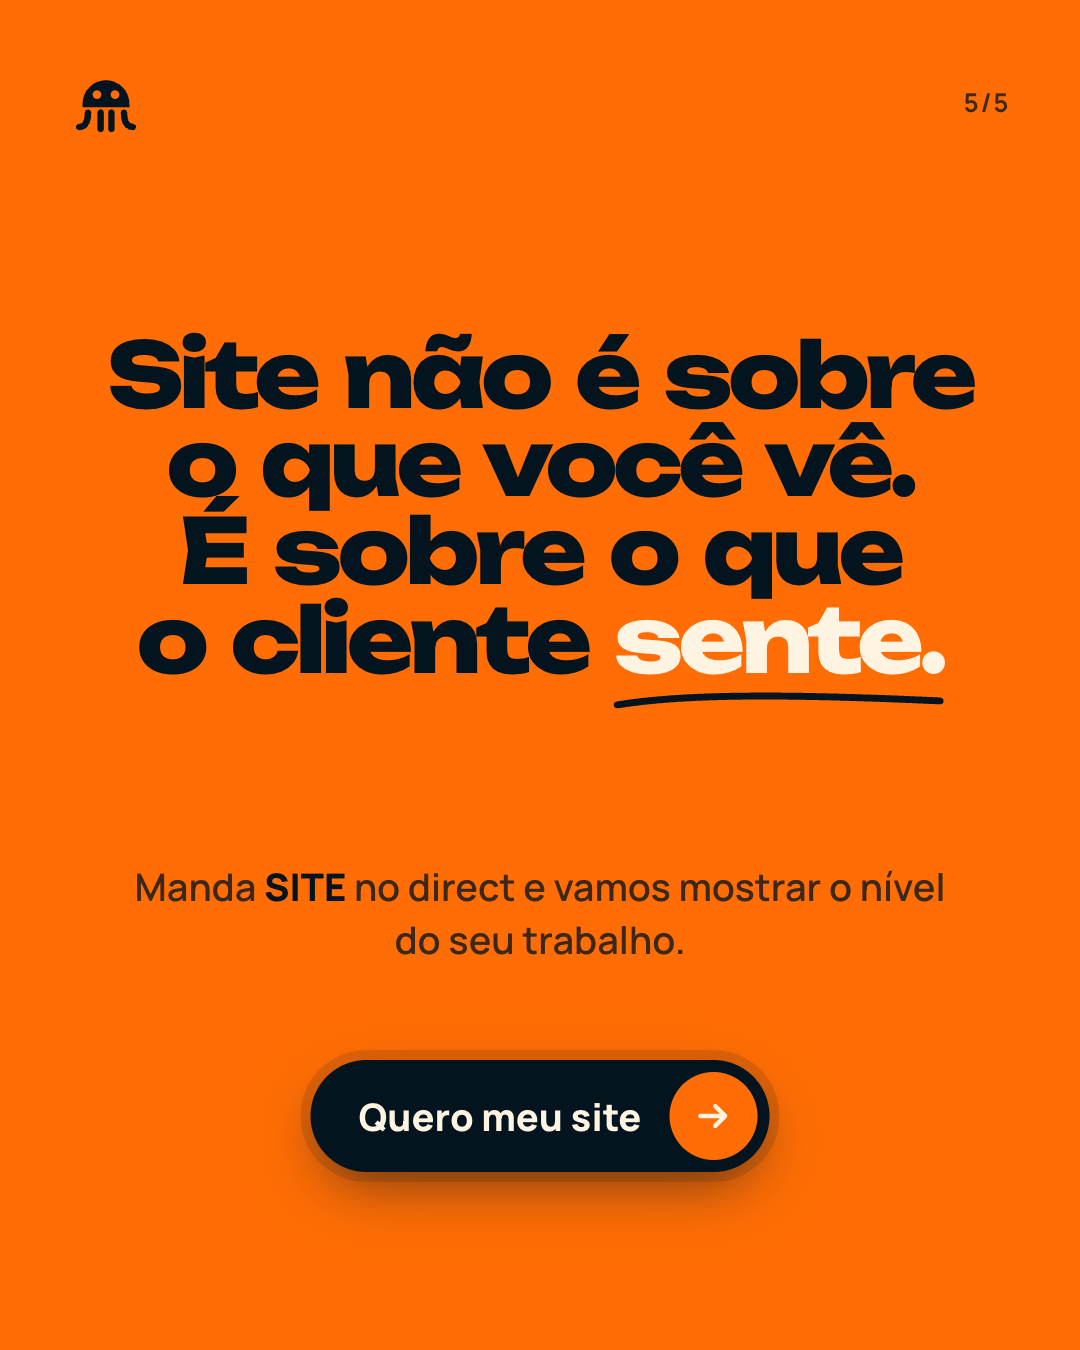 5/5
Site não é sobre
o que você vê.
É sobre o que
o cliente sente.
Manda SITE no direct e vamos mostrar o nível
do seu trabalho.
Quero meu site